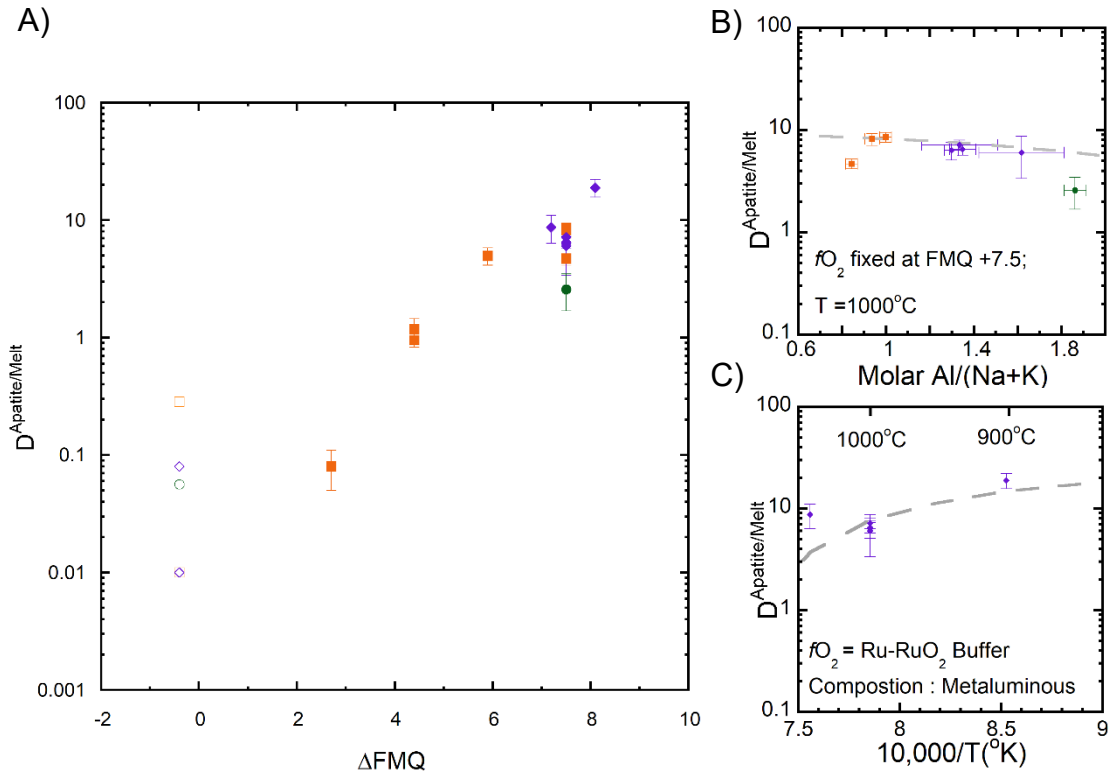 A)
100
10
1
0.1
0.01
0.001
D^Apatite/Melt
-2
0
2
4
6
8
10
ΔFMQ
B)
100
10
1
0.1
D^Apatite/Melt
fO2 fixed at FMQ +7.5;
T =1000°C
0.6
1
1.4
1.8
Molar Al/(Na+K)
C)
100
10
1
0.1
D^Apatite/Melt
1000°C
900°C
fO2 = Ru-RuO2 Buffer
Compostion : Metaluminous
7.5
8
8.5
9
10,000/T(°K)